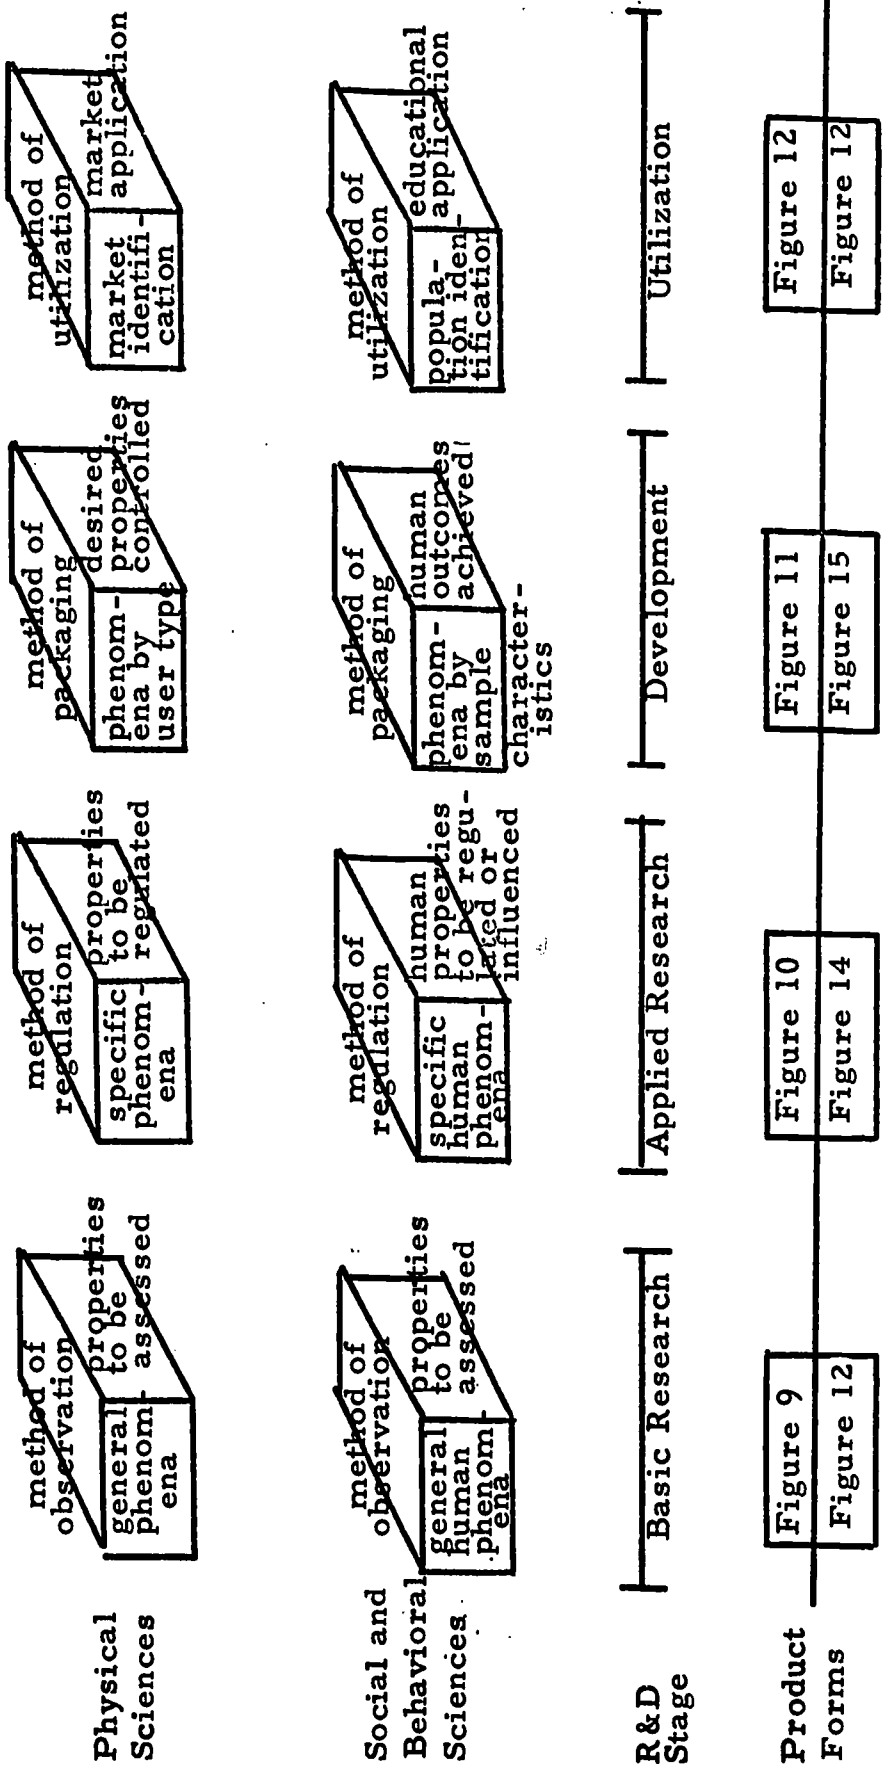 Physical
Sciences
method of
observation
general
phenom-
ena
properties
to be
assessed
method of
regulation
specific
phenom-
ena
properties
to be
regulated
method of
packaging
phenom-
ena by
user type
desired
properties
controlled
method of
utilization
market
identifi-
cation
market
application
Social and
Behavioral
Sciences
method of
observation
general
human
phenom-
ena
properties
to be
assessed
method of
regulation
specific
human
phenom-
ena
human
properties
to be regu-
lated or
influenced
method of
packaging
phenom-
ena by
sample
character-
istics
human
outcomes
achieved
method of
utilization
popula-
tion iden-
tification
educational
application
R&D
Stage
Basic Research
Applied Research
Development
Utilization
Product
Forms
Figure 9
Figure 12
Figure 10
Figure 14
Figure 11
Figure 15
Figure 12
Figure 12